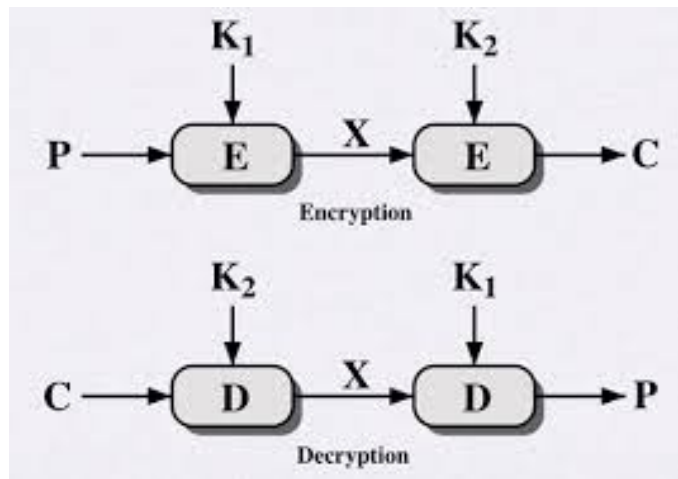 K₁ K₂
P E X E C
Encryption
K₂ K₁
C D X D P
Decryption